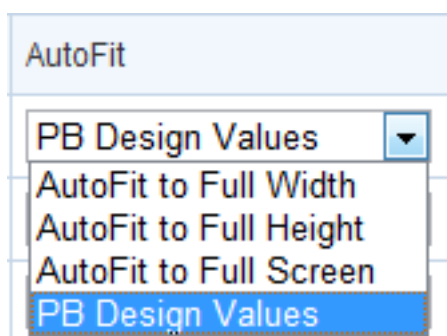 AutoFit
PB Design Values
AutoFit to Full Width
AutoFit to Full Height
AutoFit to Full Screen
PB Design Values